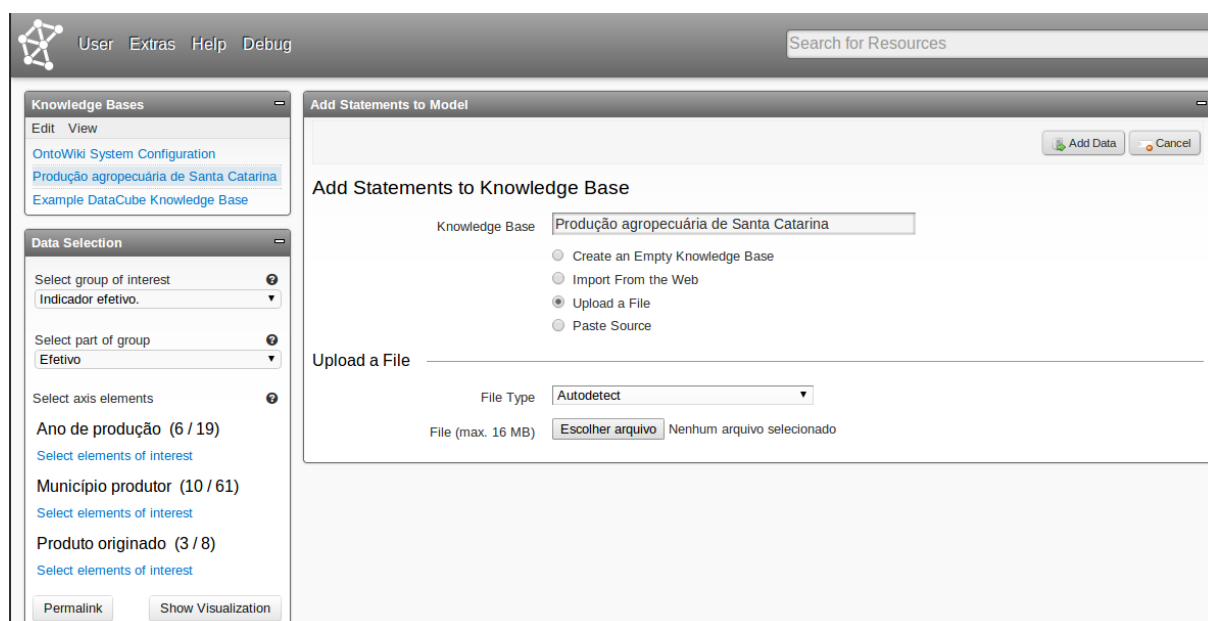 User Extras Help Debug
Search for Resources
Knowledge Bases
Edit View
OntoWiki System Configuration
Produção agropecuária de Santa Catarina
Example DataCube Knowledge Base
Data Selection
Select group of interest
Indicador efetivo.
Select part of group
Efetivo
Select axis elements
Ano de produção (6 / 19)
Select elements of interest
Município produtor (10 / 61)
Select elements of interest
Produto originado (3 / 8)
Select elements of interest
Permalink Show Visualization
Add Statements to Model
Add Data Cancel
Add Statements to Knowledge Base
Knowledge Base Produção agropecuária de Santa Catarina
Create an Empty Knowledge Base
Import From the Web
Upload a File
Paste Source
Upload a File
File Type Autodetect
File (max. 16 MB) Escolher arquivo Nenhum arquivo selecionado